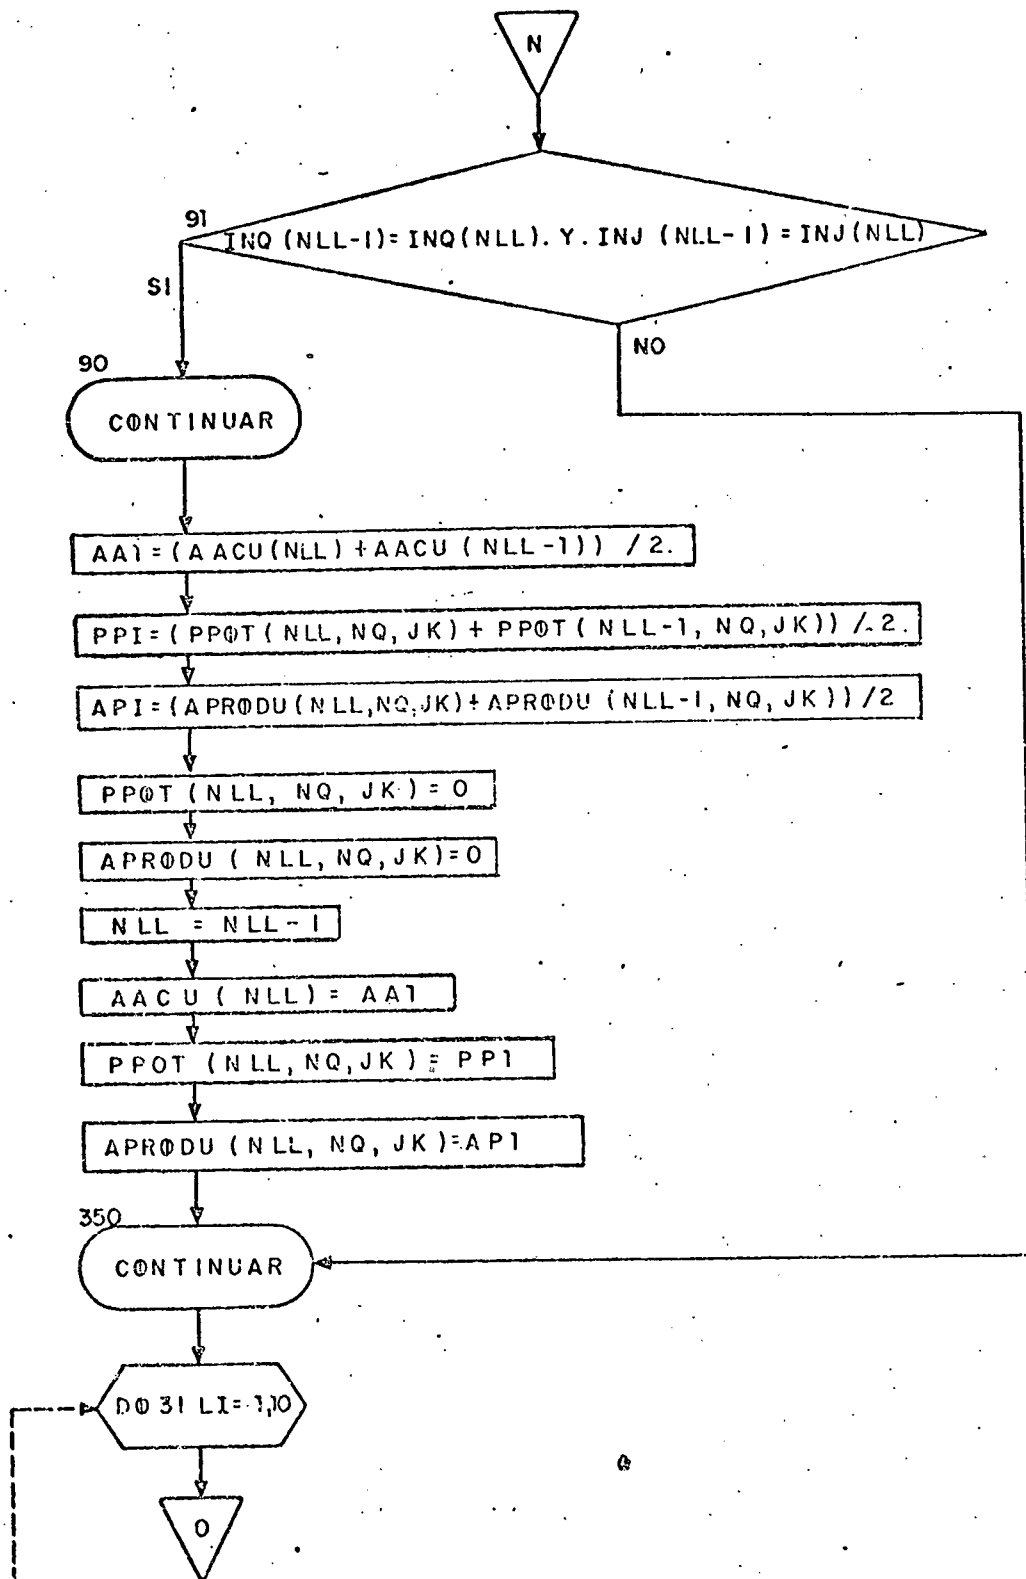 N
91
INQ (NLL-1)= INQ(NLL). Y. INJ (NLL-1) = INJ(NLL)
SI
NO
90
CONTINUAR
AA1=(AACU(NLL)+AACU(NLL-1)) /2.
PPI=(PPOT(NLL,NQ,JK)+PPOT(NLL-1,NQ,JK)) /2.
API=(APRODU(NLL,NQ,JK)+APRODU(NLL-1,NQ,JK))/2
PPOT (NLL, NQ, JK)=0
APRODU (NLL, NQ, JK)=0
NLL = NLL-1
AACU (NLL)= AA1
PPOT (NLL,NQ,JK)= PP1
APRODU (NLL, NQ, JK)=AP1
350
CONTINUAR
DO 31 LI=1,10
O